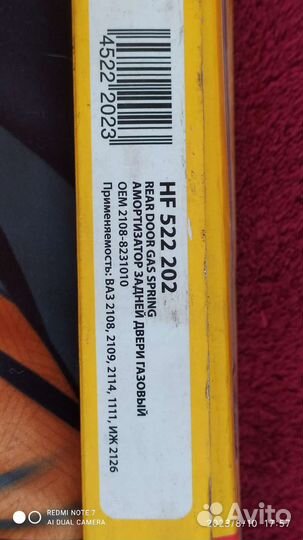 4522 2023
HF 522 202
REAR DOOR GAS SPRING
АМОРТИЗАТОР ЗАДНЕЙ ДВЕРИ ГАЗОВЫЙ
OEM 2108-8231010
Применяемость: ВАЗ 2108, 2109, 2114, 1111, ИЖ 2126
REDMI NOTE 7
AI DUAL CAMERA
Avito
2023/8/10 17:57